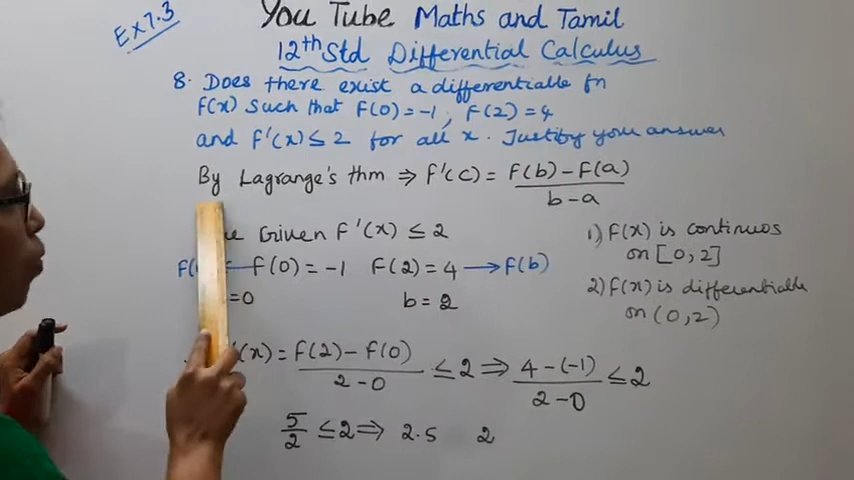 Ex 7.3
You Tube Maths and Tamil
12th Std Differential Calculus
8. Does there exist a differentiable fn
f(x) Such that f(0) = -1, f(2) = 4
and f'(x) ≤ 2 for all x. Justify your answer
By Lagrange's thm ⇒ f'(c) = f(b) - f(a) / b - a
Given f'(x) ≤ 2
f(0) = -1 f(2) = 4 → f(b)
= 0 b = 2
1) f(x) is continuos
on [0, 2]
2) f(x) is differentiable
on (0, 2)
(x) = f(2) - f(0) / 2 - 0 ≤ 2 ⇒ 4 - (-1) / 2 - 0 ≤ 2
5/2 ≤ 2 ⇒ 2.5 2